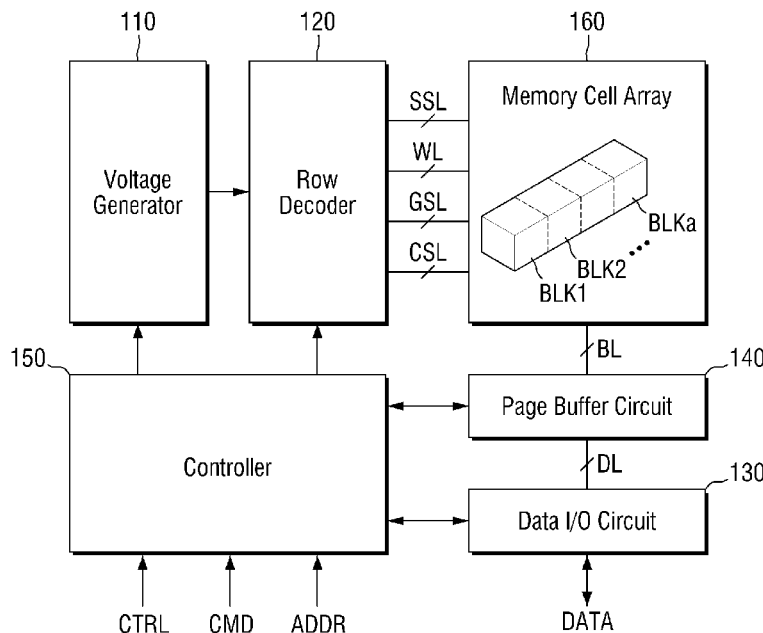 110
120
160
Voltage
Generator
Row
Decoder
SSL
WL
GSL
CSL
Memory Cell Array
BLKa
BLK2
BLK1
BL
150
140
Controller
Page Buffer Circuit
DL
130
Data I/O Circuit
CTRL
CMD
ADDR
DATA